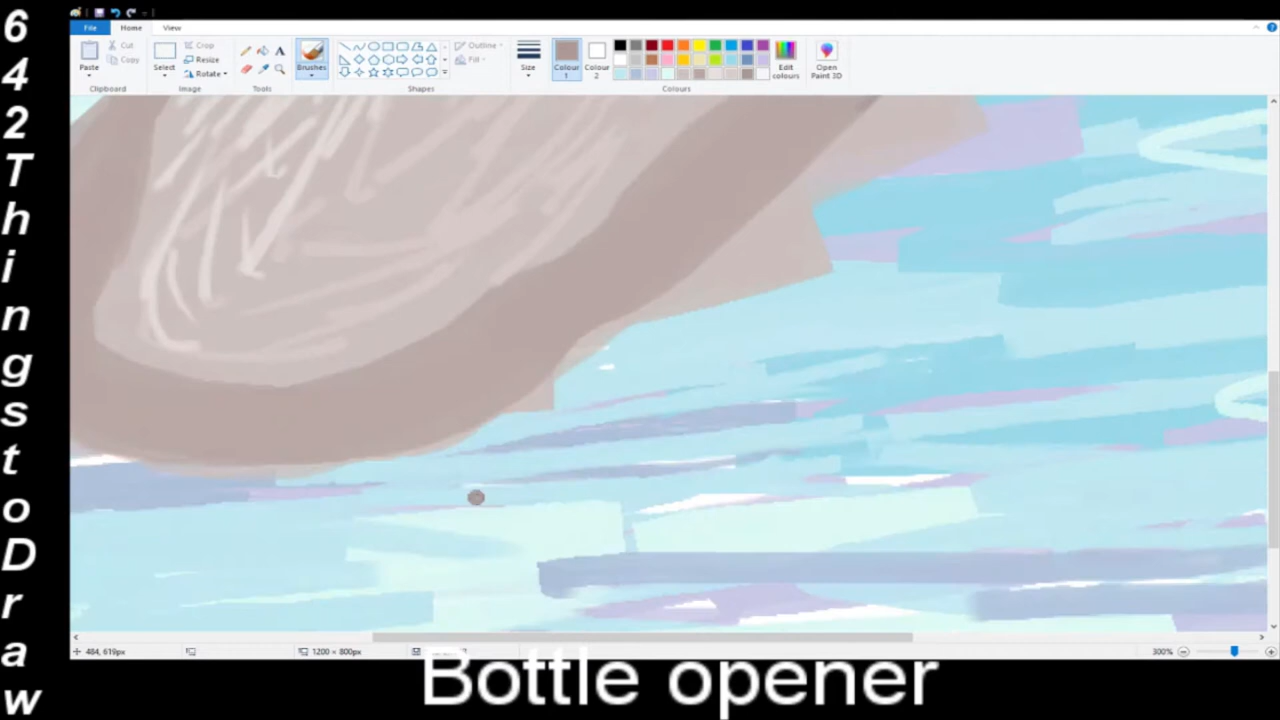 642ThingstoDraw
File Home View
Paste
Cut
Copy
Clipboard
Select
Crop
Resize
Rotate
Image
Tools
Brushes
Shapes
Outline
Fill
Size
Colour 1
Colour 2
Edit colours
Open Paint 3D
Colours
484, 619px
1200 × 800px
300%
Bottle opener